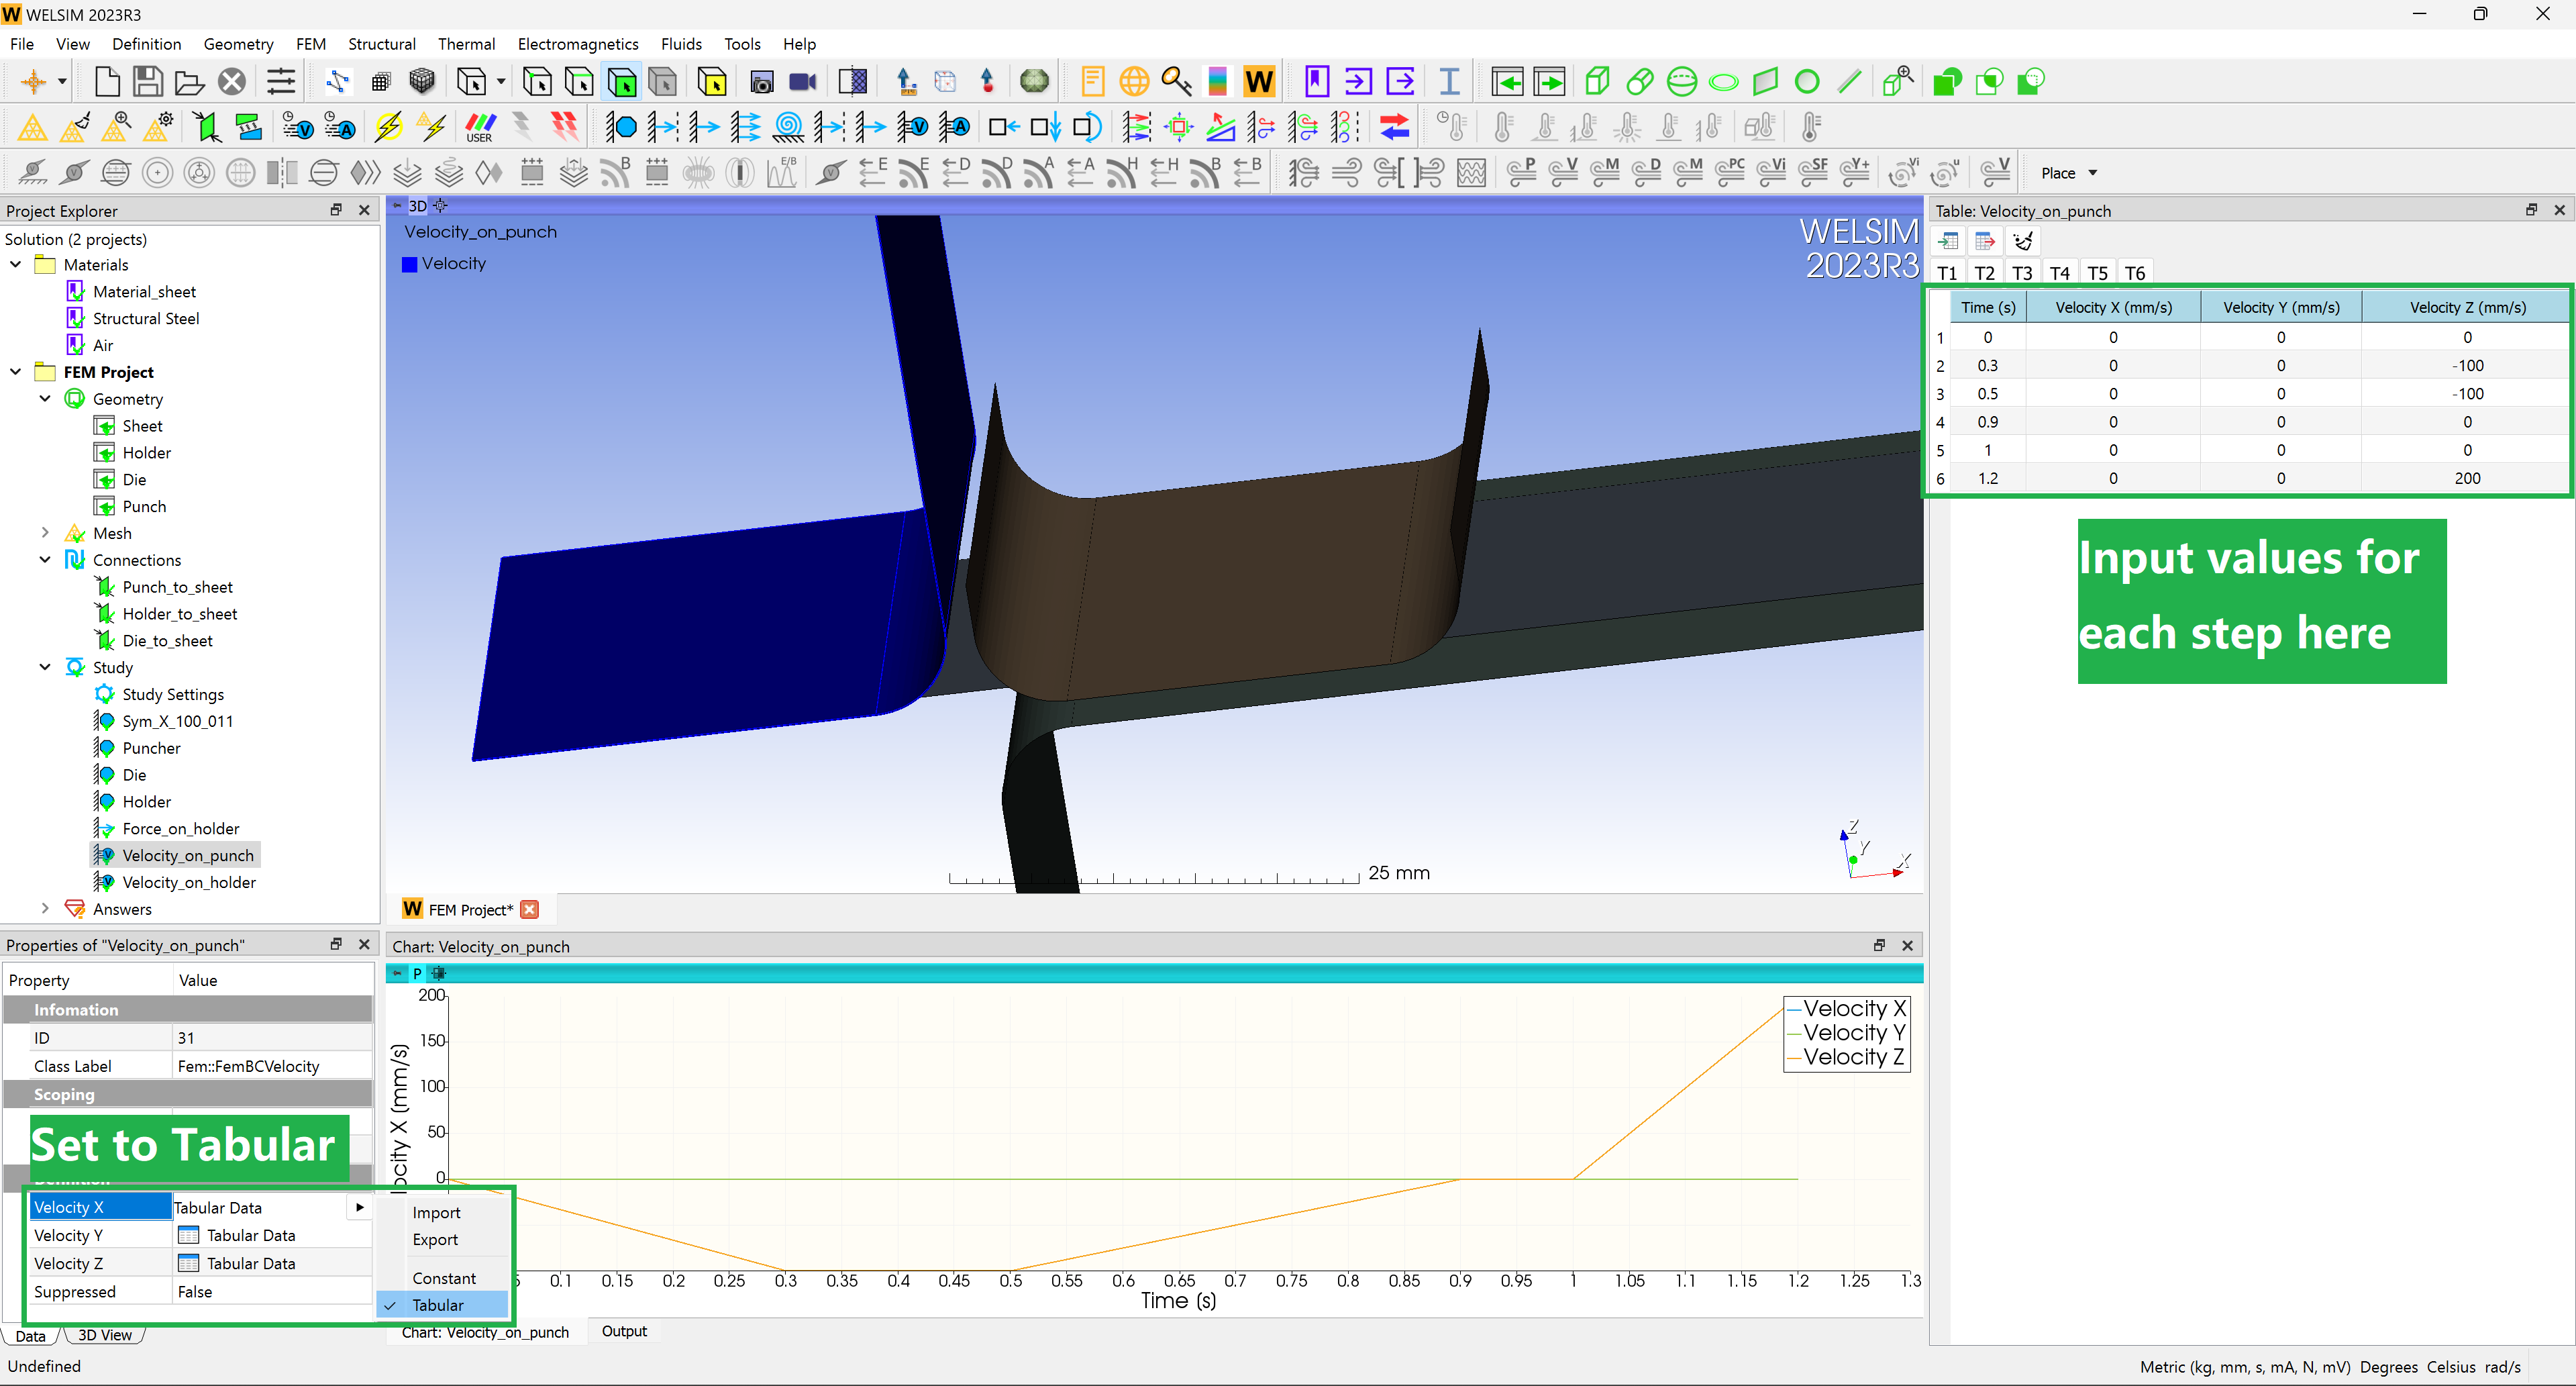 WELSIM 2023R3
File View Definition Geometry FEM Structural Thermal Electromagnetics Fluids Tools Help
W
USER
V A V A
B E/B E E D D A A H H B B P V M D M PC Vi SF Y+ Vi u V Place
Project Explorer
Solution (2 projects)
Materials
Material_sheet
Structural Steel
Air
FEM Project
Geometry
Sheet
Holder
Die
Punch
Mesh
Connections
Punch_to_sheet
Holder_to_sheet
Die_to_sheet
Study
Study Settings
Sym_X_100_011
Puncher
Die
Holder
Force_on_holder
Velocity_on_punch
Velocity_on_holder
Answers
3D
Velocity_on_punch
Velocity
WELSIM
2023R3
25 mm
Z
Y
X
FEM Project*
Table: Velocity_on_punch
T1 T2 T3 T4 T5 T6
Time (s) Velocity X (mm/s) Velocity Y (mm/s) Velocity Z (mm/s)
1 0 0 0 0
2 0.3 0 0 -100
3 0.5 0 0 -100
4 0.9 0 0 0
5 1 0 0 0
6 1.2 0 0 200
Input values for
each step here
Properties of "Velocity_on_punch"
Property Value
Infomation
ID 31
Class Label Fem::FemBCVelocity
Scoping
Set to Tabular
Definition
Velocity X Tabular Data
Velocity Y Tabular Data
Velocity Z Tabular Data
Suppressed False
Import
Export
Constant
Tabular
Data 3D View
Chart: Velocity_on_punch
P
200
150
100
50
0
locity X (mm/s)
Velocity X
Velocity Y
Velocity Z
5 0.1 0.15 0.2 0.25 0.3 0.35 0.4 0.45 0.5 0.55 0.6 0.65 0.7 0.75 0.8 0.85 0.9 0.95 1 1.05 1.1 1.15 1.2 1.25 1.3
Time (s)
Chart: Velocity_on_punch Output
Undefined
Metric (kg, mm, s, mA, N, mV) Degrees Celsius rad/s